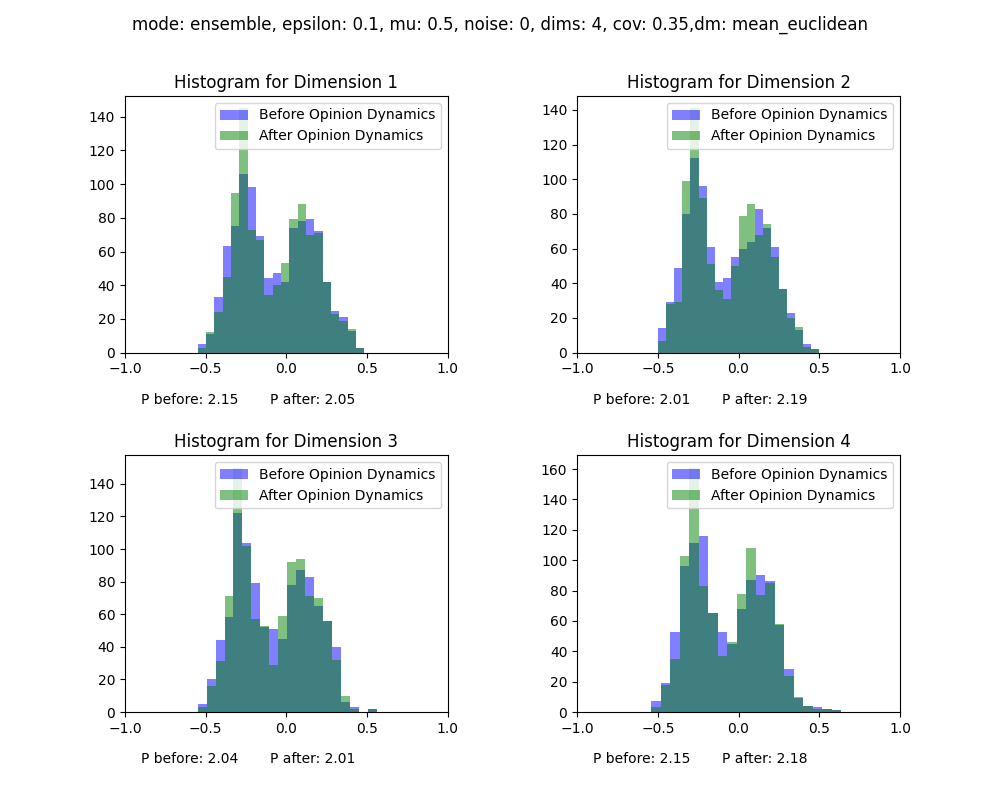 mode: ensemble, epsilon: 0.1, mu: 0.5, noise: 0, dims: 4, cov: 0.35,dm: mean_euclidean
Histogram for Dimension 1
Before Opinion Dynamics
After Opinion Dynamics
140
120
100
80
60
40
20
0
−1.0 −0.5 0.0 0.5 1.0
P before: 2.15 P after: 2.05
Histogram for Dimension 2
Before Opinion Dynamics
After Opinion Dynamics
140
120
100
80
60
40
20
0
−1.0 −0.5 0.0 0.5 1.0
P before: 2.01 P after: 2.19
Histogram for Dimension 3
Before Opinion Dynamics
After Opinion Dynamics
140
120
100
80
60
40
20
0
−1.0 −0.5 0.0 0.5 1.0
P before: 2.04 P after: 2.01
Histogram for Dimension 4
Before Opinion Dynamics
After Opinion Dynamics
160
140
120
100
80
60
40
20
0
−1.0 −0.5 0.0 0.5 1.0
P before: 2.15 P after: 2.18